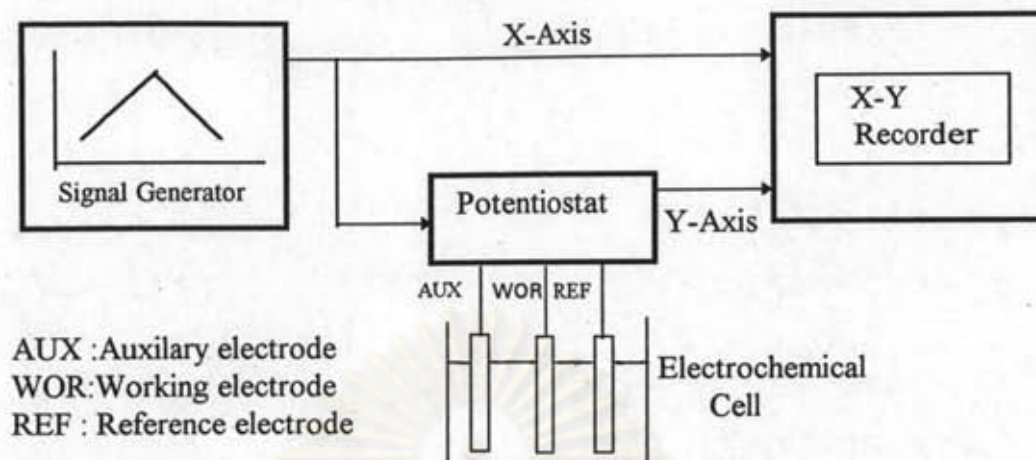 X-Axis
X-Y
Recorder
Signal Generator
Potentiostat
Y-Axis
AUX WOR REF
AUX :Auxilary electrode
WOR:Working electrode
REF : Reference electrode
Electrochemical
Cell